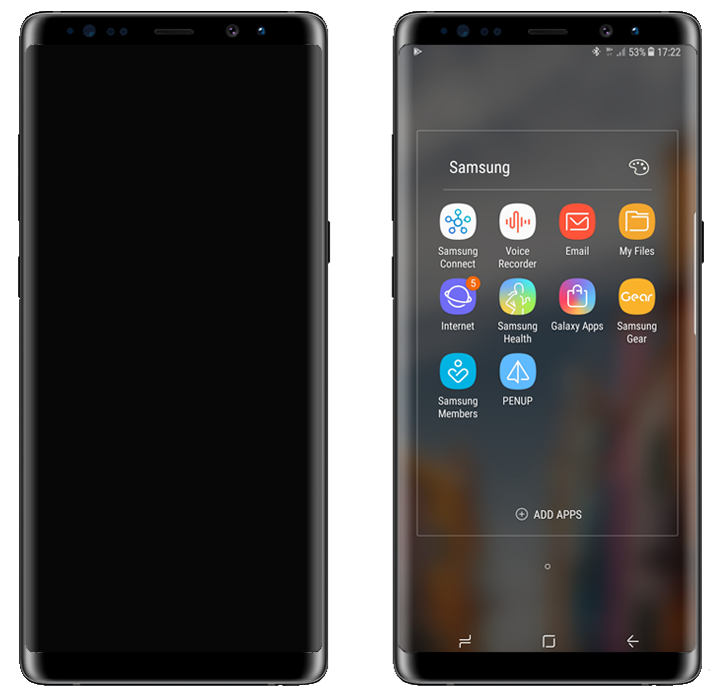 53% 17:22
Samsung
Samsung Connect
Voice Recorder
Email
My Files
Internet
5
Samsung Health
Galaxy Apps
Gear
Samsung Gear
Samsung Members
PENUP
ADD APPS